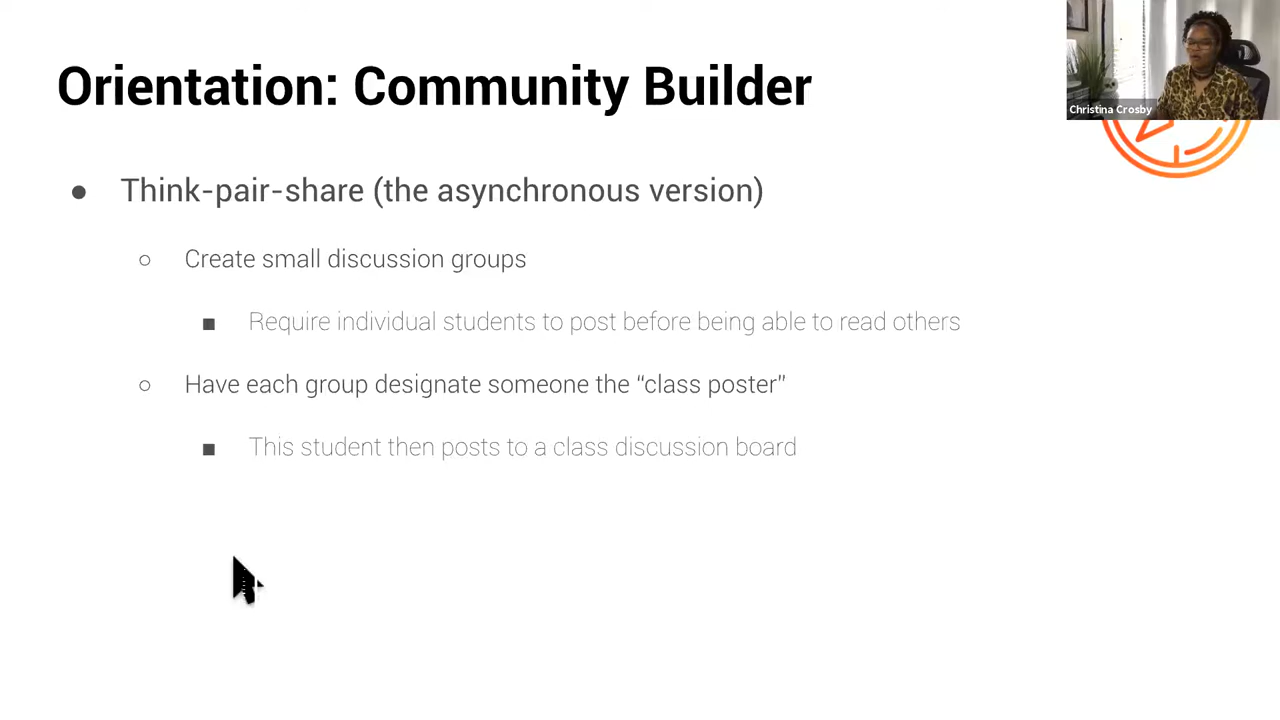 Orientation: Community Builder
Christina Crosby
● Think-pair-share (the asynchronous version)
○ Create small discussion groups
■ Require individual students to post before being able to read others
○ Have each group designate someone the “class poster”
■ This student then posts to a class discussion board